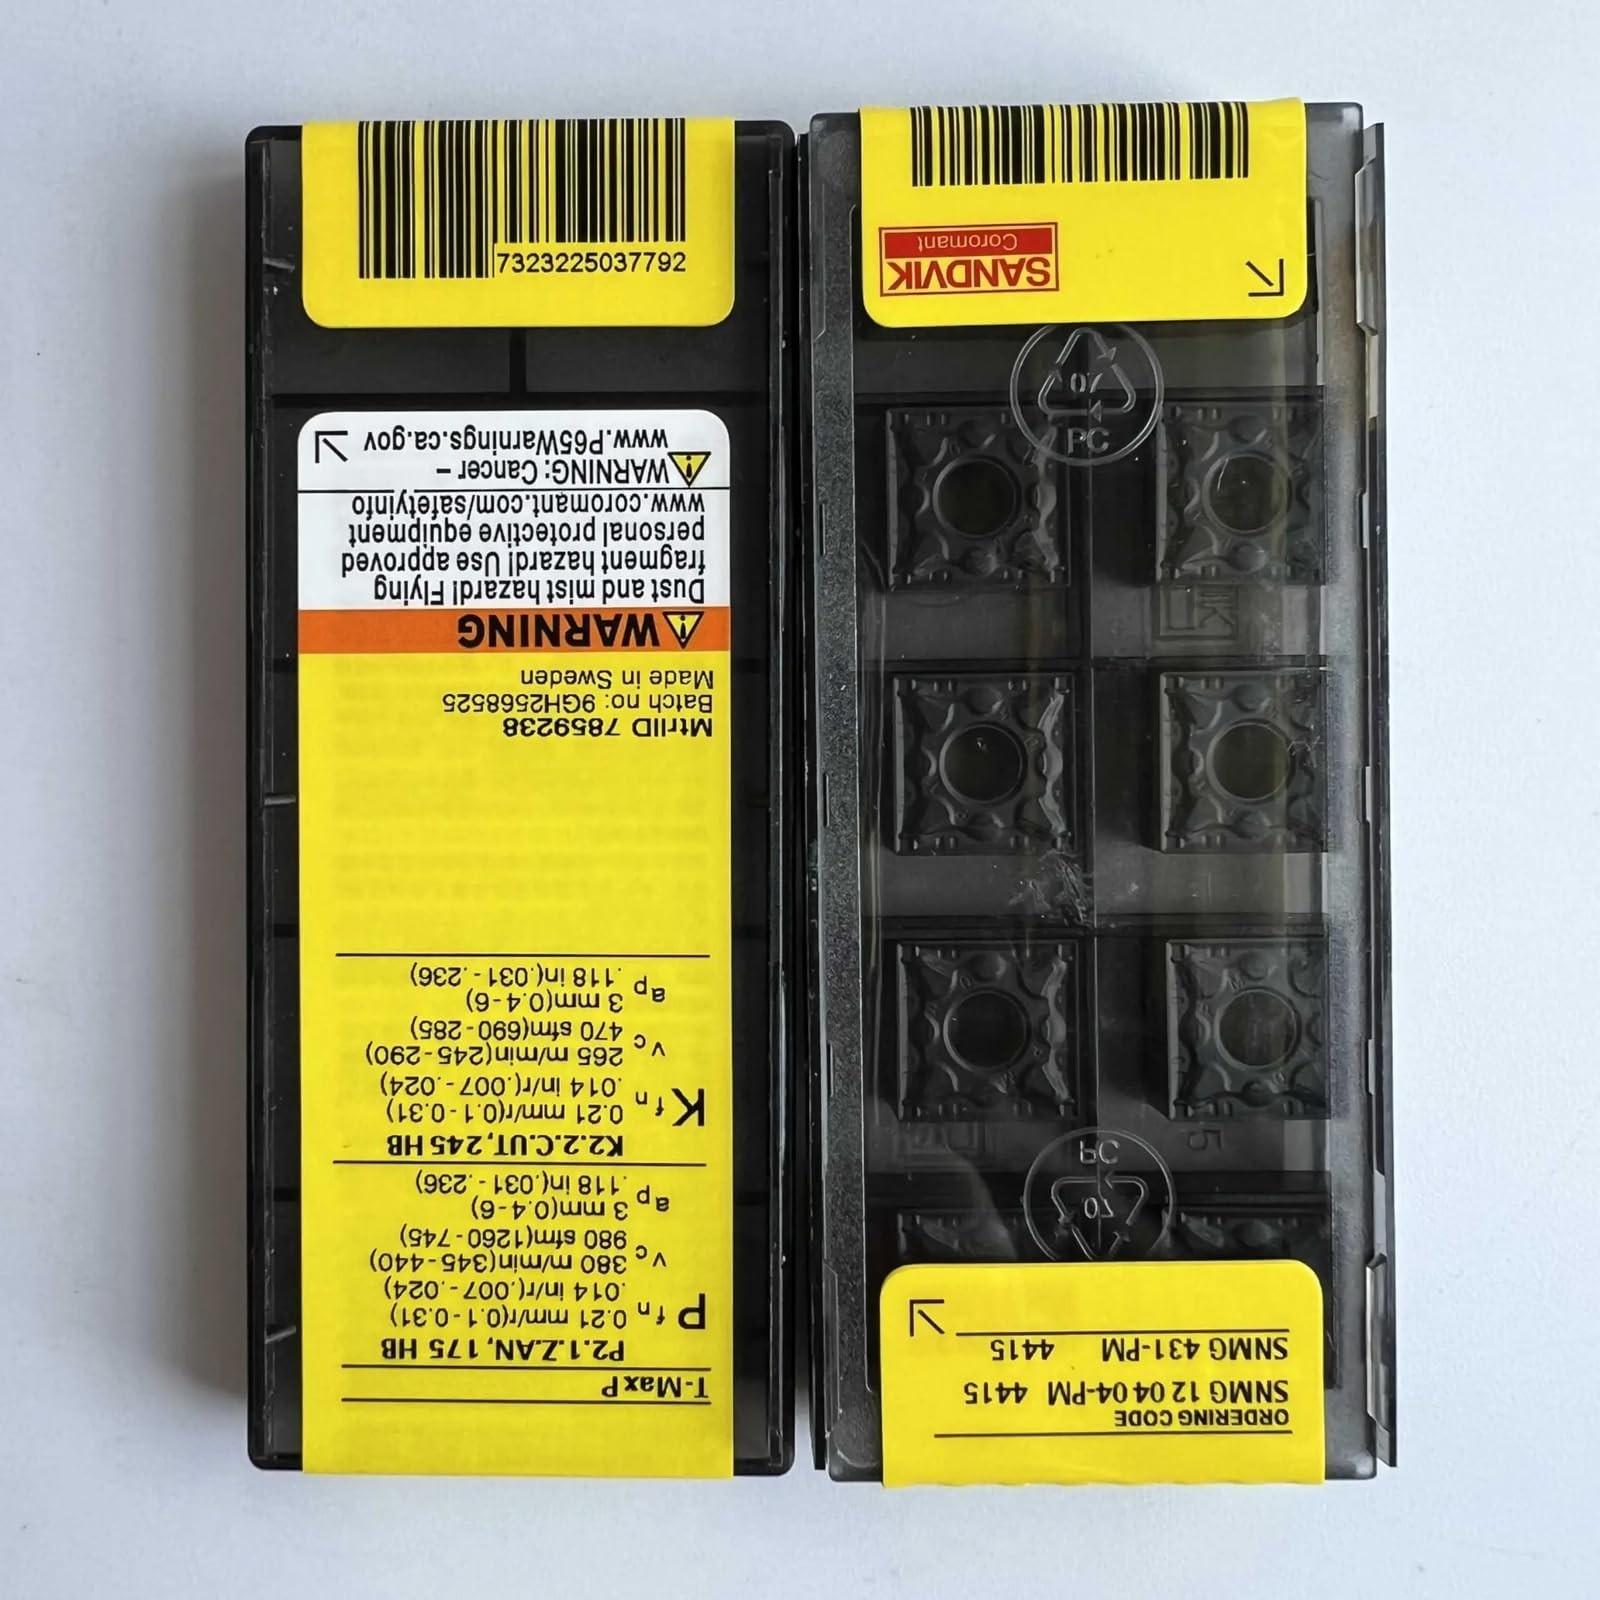 T-Max P
P2.1.Z.AN, 175 HB
P fn 0.21 mm/r(0.1-0.31)
.014 in/r(.007-.024)
vc 380 m/min(345-440)
980 sfm(1260-745)
ap 3 mm(0.4-6)
.118 in(.031-.236)
K2.2.C.UT, 245 HB
K fn 0.21 mm/r(0.1-0.31)
.014 in/r(.007-.024)
vc 265 m/min(245-290)
470 sfm(690-285)
ap 3 mm(0.4-6)
.118 in(.031-.236)
MtrlID 7859238
Batch no: 9GH2568525
Made in Sweden
WARNING
Dust and mist hazard! Flying
fragment hazard! Use approved
personal protective equipment
www.coromant.com/safetyinfo
WARNING: Cancer –
www.P65Warnings.ca.gov
7323225037792
ORDERING CODE
SNMG 12 04 04-PM 4415
SNMG 431-PM 4415
07
PC
5
07
PC
SANDVIK
Coromant